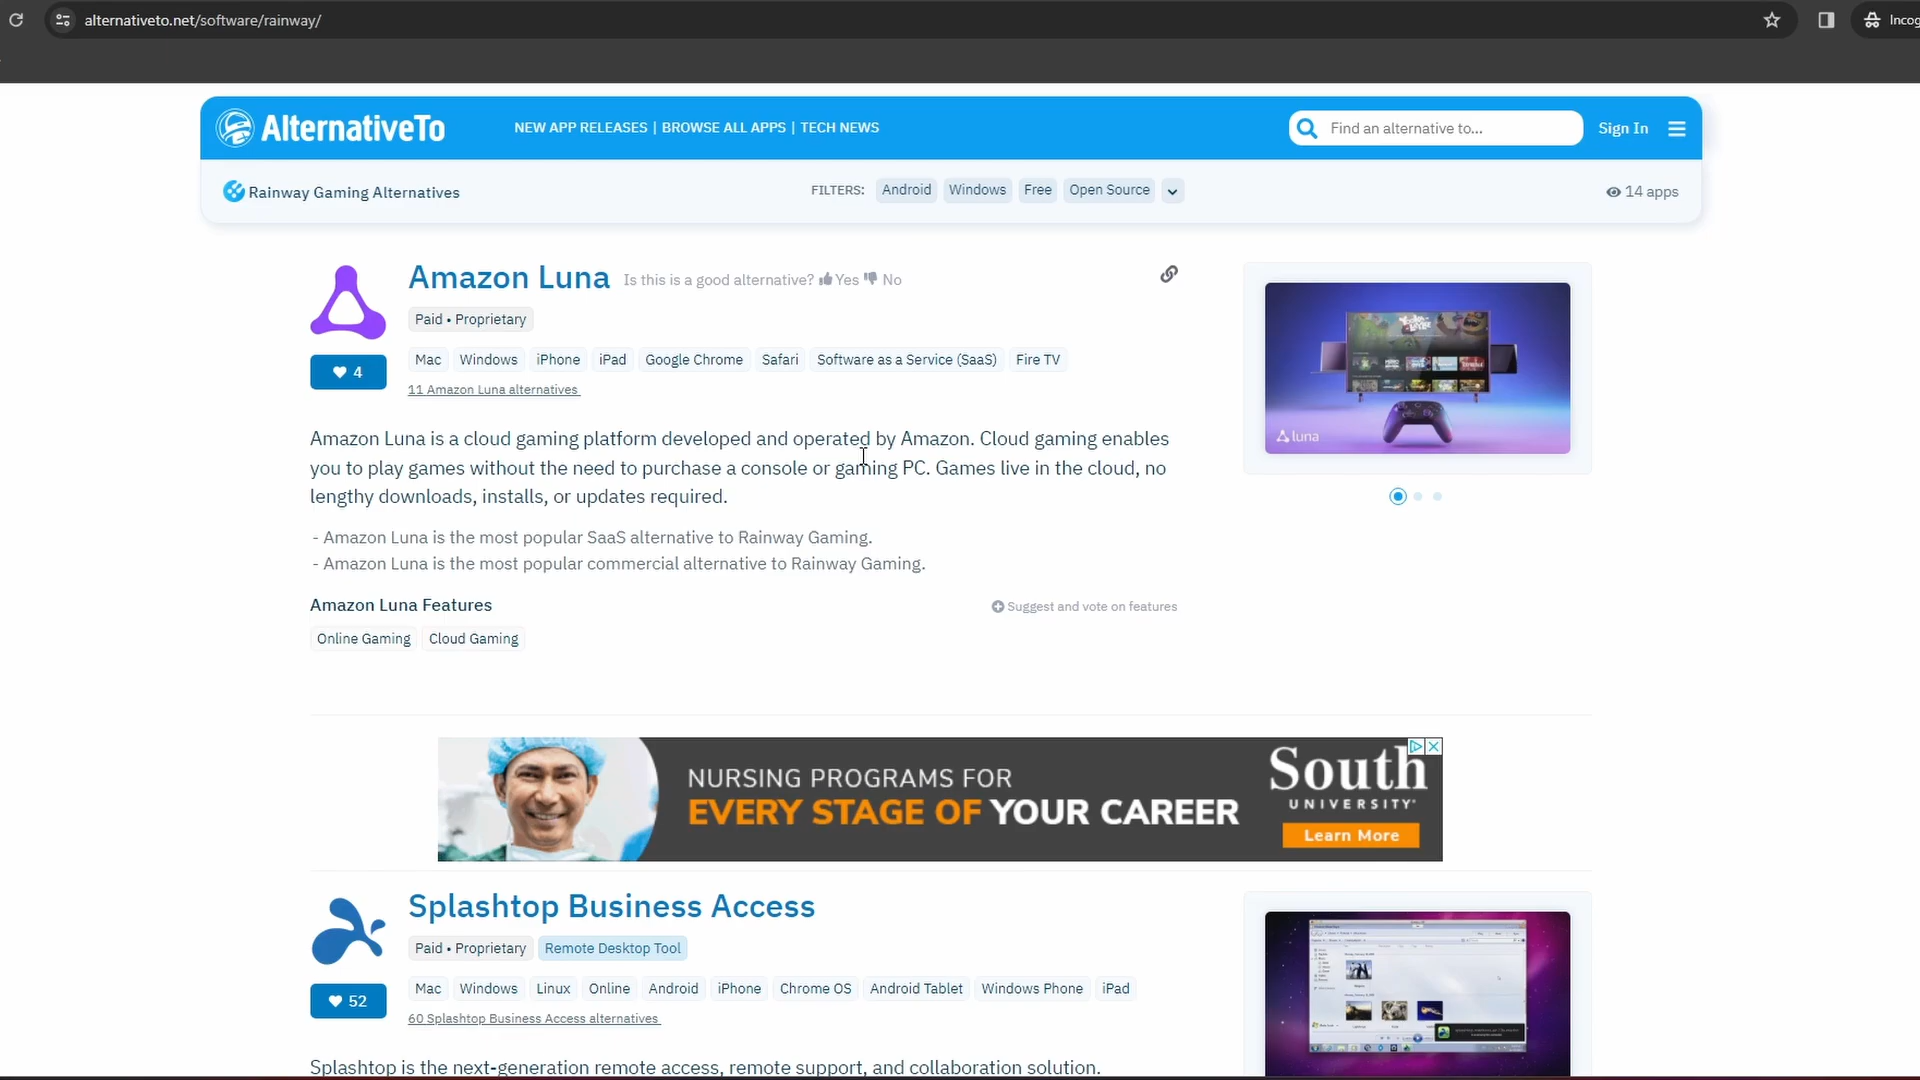 alternativeto.net/software/rainway/
AlternativeTo
NEW APP RELEASES | BROWSE ALL APPS | TECH NEWS
Find an alternative to...
Sign In
Rainway Gaming Alternatives
FILTERS: Android Windows Free Open Source
14 apps
Amazon Luna Is this is a good alternative? Yes No
Paid • Proprietary
Mac Windows iPhone iPad Google Chrome Safari Software as a Service (SaaS) Fire TV
4
11 Amazon Luna alternatives
luna
Amazon Luna is a cloud gaming platform developed and operated by Amazon. Cloud gaming enables
you to play games without the need to purchase a console or gaming PC. Games live in the cloud, no
lengthy downloads, installs, or updates required.
- Amazon Luna is the most popular SaaS alternative to Rainway Gaming.
- Amazon Luna is the most popular commercial alternative to Rainway Gaming.
Amazon Luna Features
Suggest and vote on features
Online Gaming Cloud Gaming
NURSING PROGRAMS FOR
EVERY STAGE OF YOUR CAREER
South
UNIVERSITY
Learn More
Splashtop Business Access
Paid • Proprietary Remote Desktop Tool
Mac Windows Linux Online Android iPhone Chrome OS Android Tablet Windows Phone iPad
52
60 Splashtop Business Access alternatives
Splashtop is the next-generation remote access, remote support, and collaboration solution.